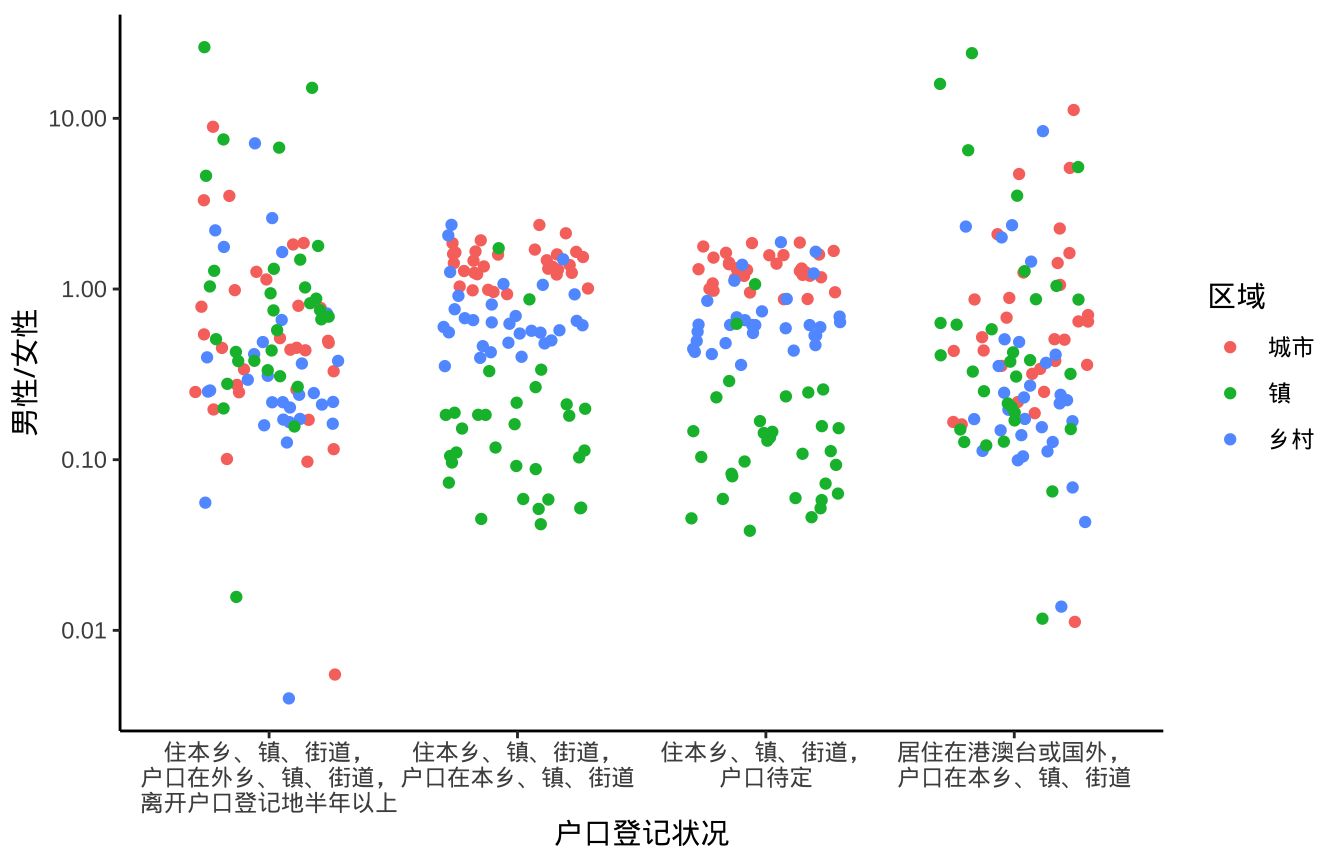 男性/女性
10.00
1.00
0.10
0.01
住本乡、镇、街道，
户口在外乡、镇、街道，
离开户口登记地半年以上
住本乡、镇、街道，
户口在本乡、镇、街道
住本乡、镇、街道，
户口待定
居住在港澳台或国外，
户口在本乡、镇、街道
户口登记状况
区域
城市
镇
乡村